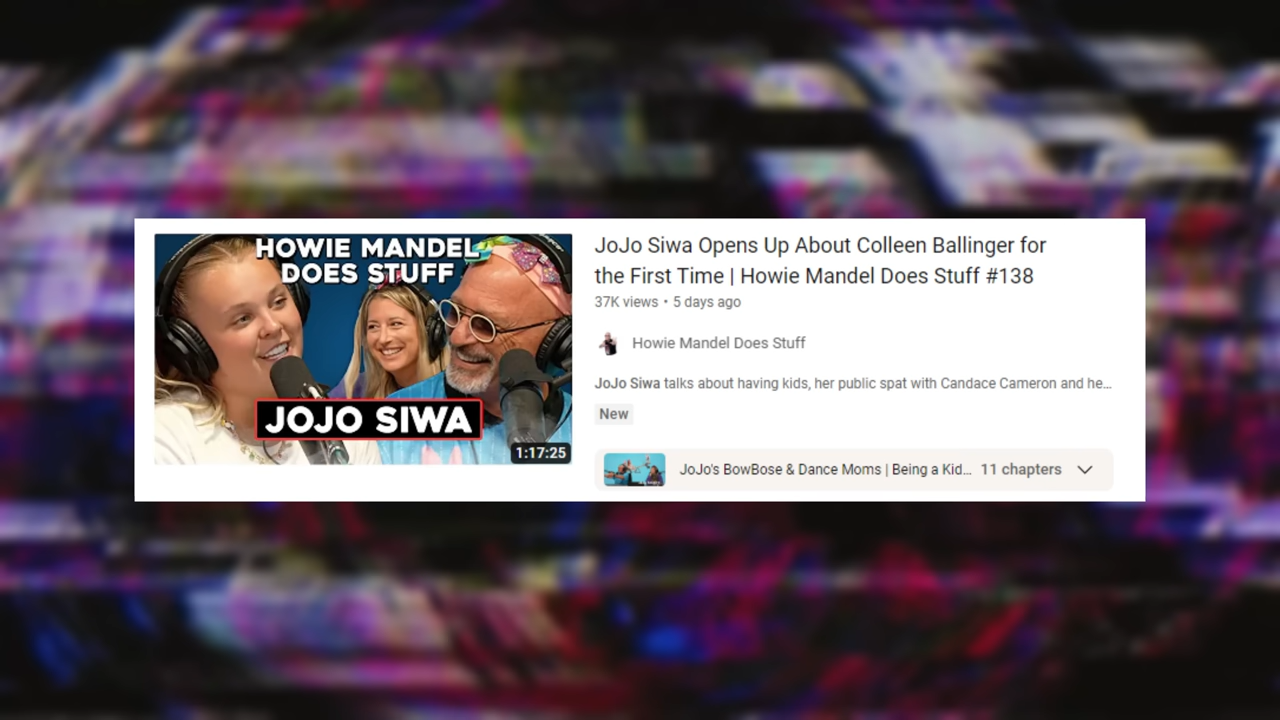 HOWIE MANDEL
DOES STUFF
JOJO SIWA
1:17:25
JoJo Siwa Opens Up About Colleen Ballinger for
the First Time | Howie Mandel Does Stuff #138
37K views • 5 days ago
Howie Mandel Does Stuff
JoJo Siwa talks about having kids, her public spat with Candace Cameron and he...
New
JoJo's BowBose & Dance Moms | Being a Kid... 11 chapters